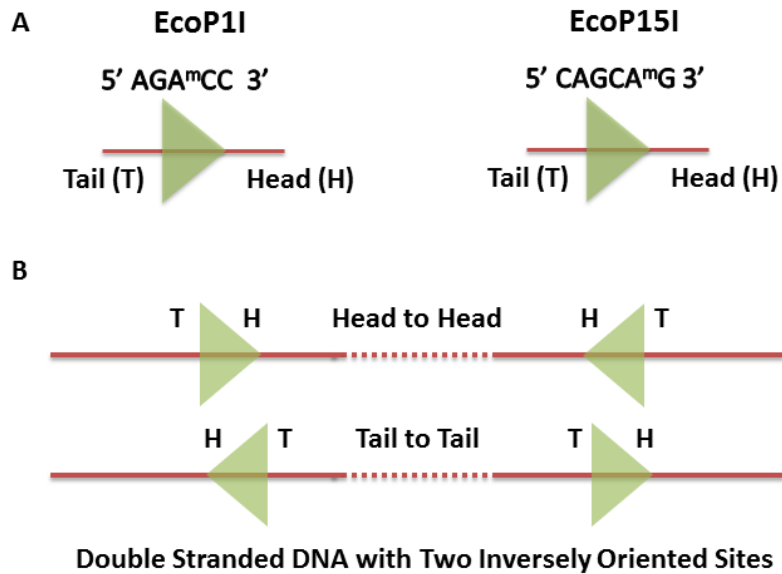 A
EcoP1I
EcoP15I
5’ AGAᵐCC 3’
5’ CAGCAᵐG 3’
Tail (T)
Head (H)
Tail (T)
Head (H)
B
T H Head to Head H T
H T Tail to Tail T H
Double Stranded DNA with Two Inversely Oriented Sites